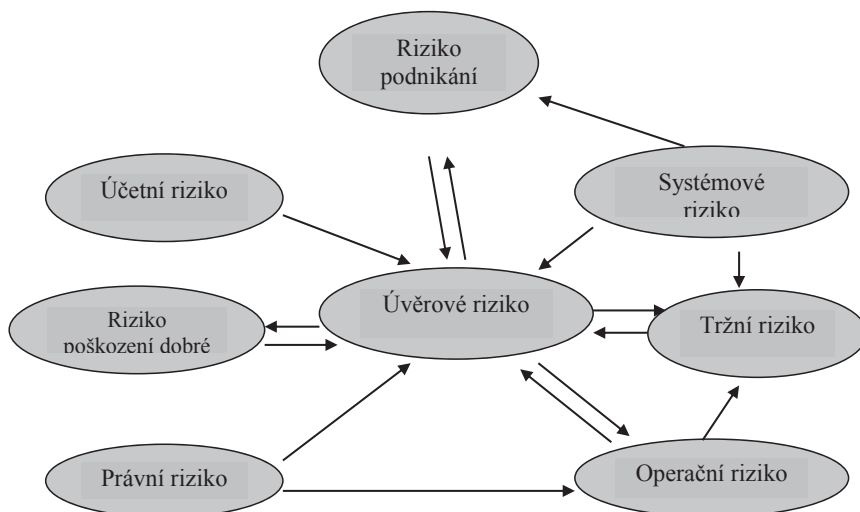 Riziko
podnikání
Účetní riziko
Systémové
riziko
Úvěrové riziko
Riziko
poškození dobré
Tržní riziko
Právní riziko
Operační riziko